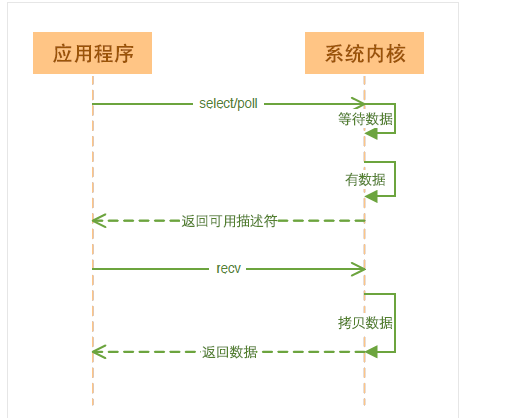 应用程序
系统内核
select/poll
等待数据
有数据
返回可用描述符
recv
拷贝数据
返回数据